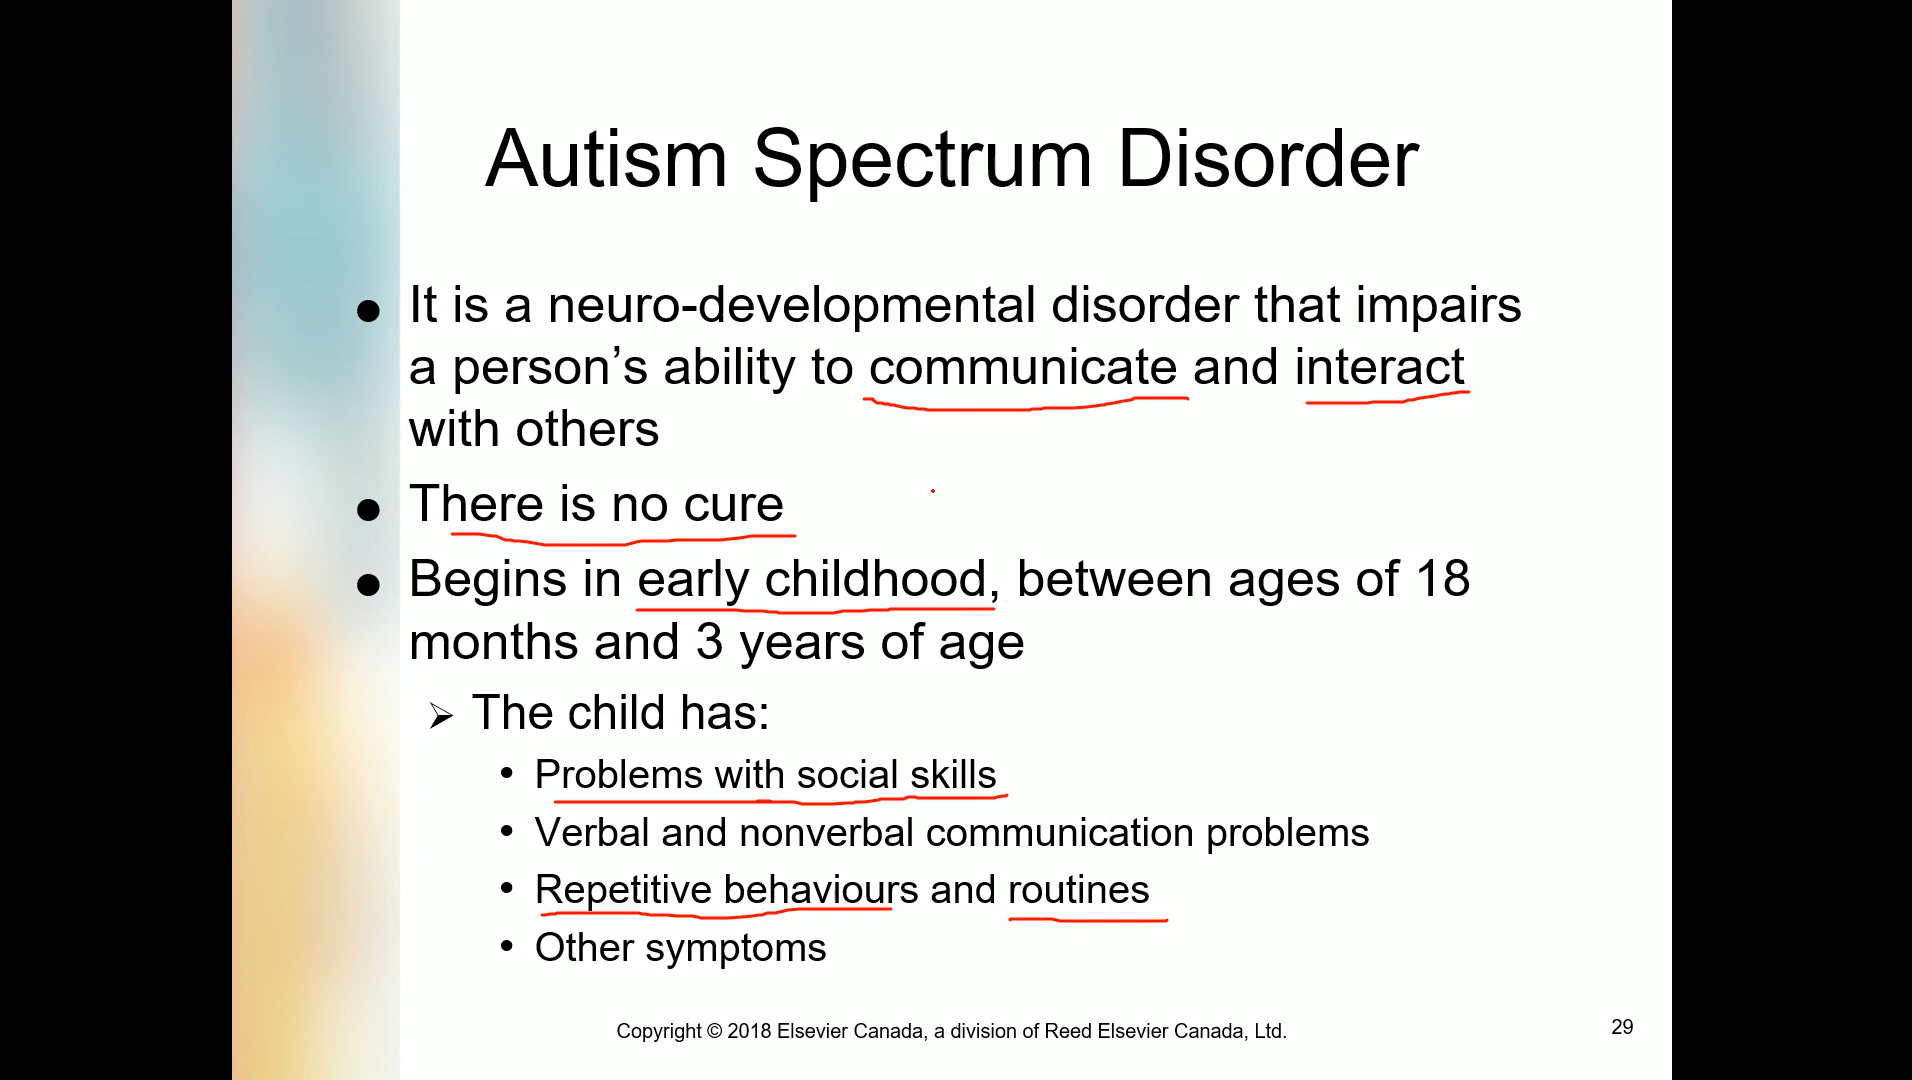 Autism Spectrum Disorder
● It is a neuro-developmental disorder that impairs
a person’s ability to communicate and interact
with others
● There is no cure
● Begins in early childhood, between ages of 18
months and 3 years of age
➢ The child has:
• Problems with social skills
• Verbal and nonverbal communication problems
• Repetitive behaviours and routines
• Other symptoms
Copyright © 2018 Elsevier Canada, a division of Reed Elsevier Canada, Ltd.
29